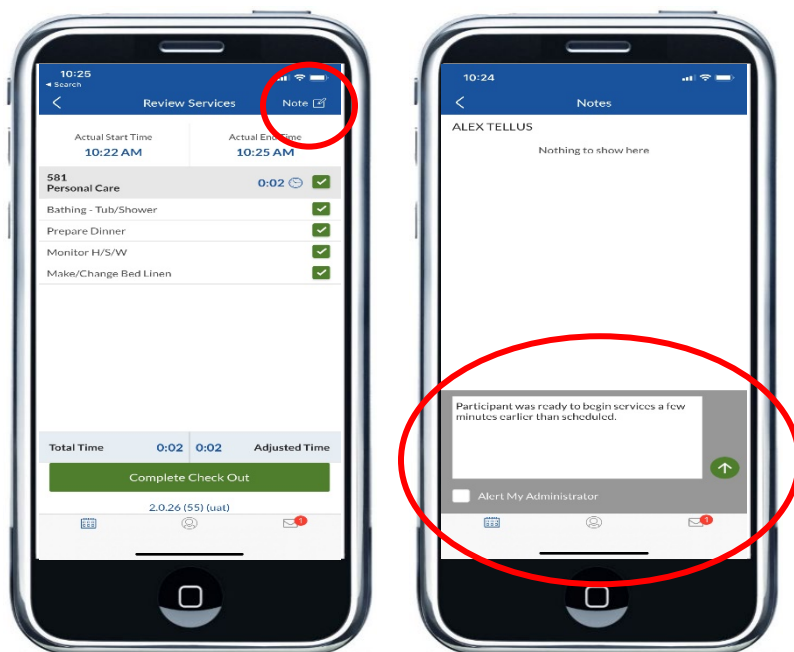 10:25
◄ Search
Review Services Note
Actual Start Time Actual End Time
10:22 AM 10:25 AM
581
Personal Care 0:02
Bathing - Tub/Shower
Prepare Dinner
Monitor H/S/W
Make/Change Bed Linen
Total Time 0:02 0:02 Adjusted Time
Complete Check Out
2.0.26 (55) (uat)
1
10:24
Notes
ALEX TELLUS
Nothing to show here
Participant was ready to begin services a few
minutes earlier than scheduled.
Alert My Administrator
1